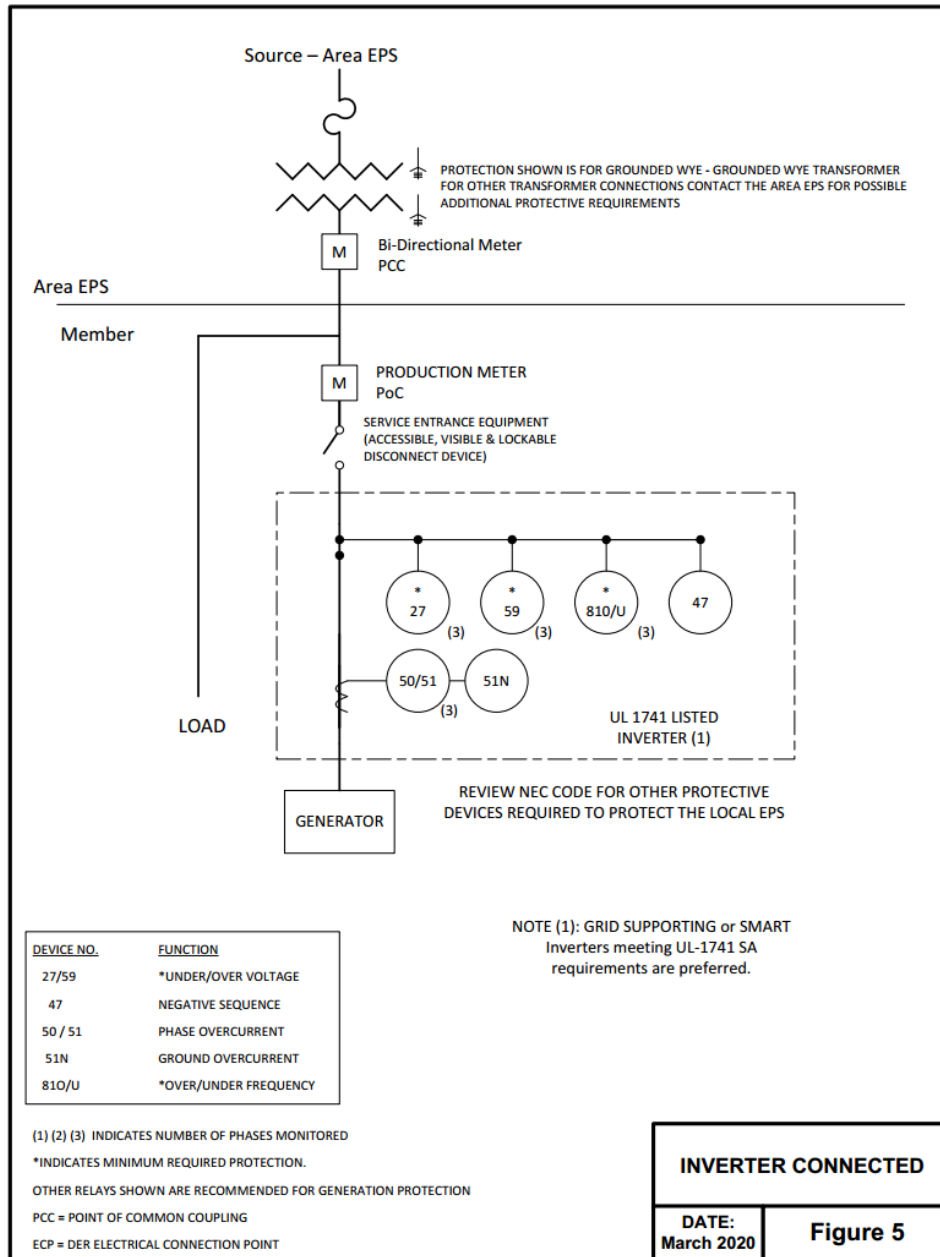 Source – Area EPS
PROTECTION SHOWN IS FOR GROUNDED WYE - GROUNDED WYE TRANSFORMER
FOR OTHER TRANSFORMER CONNECTIONS CONTACT THE AREA EPS FOR POSSIBLE
ADDITIONAL PROTECTIVE REQUIREMENTS
M
Bi-Directional Meter
PCC
Area EPS
Member
M
PRODUCTION METER
PoC
SERVICE ENTRANCE EQUIPMENT
(ACCESSIBLE, VISIBLE & LOCKABLE
DISCONNECT DEVICE)
* 27 (3)
* 59 (3)
* 81O/U (3)
47
50/51 (3)
51N
LOAD
UL 1741 LISTED
INVERTER (1)
GENERATOR
REVIEW NEC CODE FOR OTHER PROTECTIVE
DEVICES REQUIRED TO PROTECT THE LOCAL EPS
NOTE (1): GRID SUPPORTING or SMART
Inverters meeting UL-1741 SA
requirements are preferred.
DEVICE NO. FUNCTION
27/59 *UNDER/OVER VOLTAGE
47 NEGATIVE SEQUENCE
50 / 51 PHASE OVERCURRENT
51N GROUND OVERCURRENT
81O/U *OVER/UNDER FREQUENCY
(1) (2) (3) INDICATES NUMBER OF PHASES MONITORED
*INDICATES MINIMUM REQUIRED PROTECTION.
OTHER RELAYS SHOWN ARE RECOMMENDED FOR GENERATION PROTECTION
PCC = POINT OF COMMON COUPLING
ECP = DER ELECTRICAL CONNECTION POINT
INVERTER CONNECTED
DATE:
March 2020
Figure 5